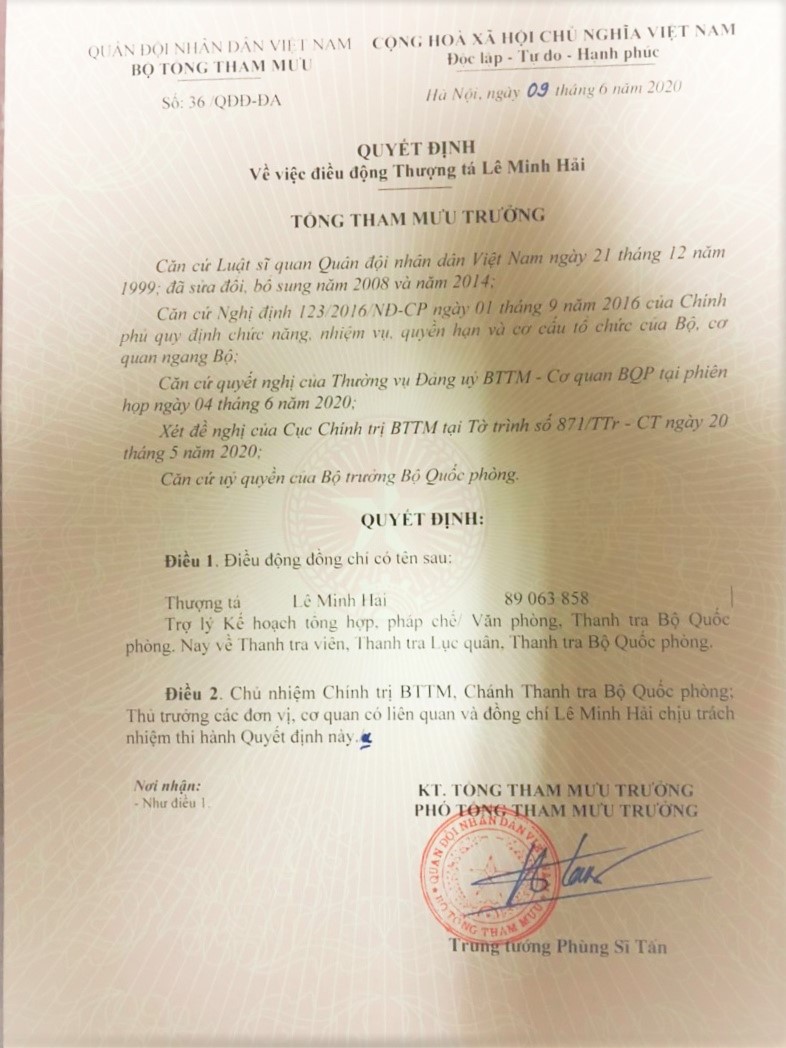 QUÂN ĐỘI NHÂN DÂN VIỆT NAM
BỘ TỔNG THAM MƯU
Số: 36 /QĐĐ-ĐA
CỘNG HOÀ XÃ HỘI CHỦ NGHĨA VIỆT NAM
Độc lập - Tự do - Hạnh phúc
Hà Nội, ngày 09 tháng 6 năm 2020
QUYẾT ĐỊNH
Về việc điều động Thượng tá Lê Minh Hải
TỔNG THAM MƯU TRƯỞNG
Căn cứ Luật sĩ quan Quân đội nhân dân Việt Nam ngày 21 tháng 12 năm
1999; đã sửa đổi, bổ sung năm 2008 và năm 2014;
Căn cứ Nghị định 123/2016/NĐ-CP ngày 01 tháng 9 năm 2016 của Chính
phủ quy định chức năng, nhiệm vụ, quyền hạn và cơ cấu tổ chức của Bộ, cơ
quan ngang Bộ;
Căn cứ quyết nghị của Thường vụ Đảng uỷ BTTM - Cơ quan BQP tại phiên
họp ngày 04 tháng 6 năm 2020;
Xét đề nghị của Cục Chính trị BTTM tại Tờ trình số 871/TTr - CT ngày 20
tháng 5 năm 2020;
Căn cứ uỷ quyền của Bộ trưởng Bộ Quốc phòng.
QUYẾT ĐỊNH:
Điều 1. Điều động đồng chí có tên sau:
Thượng tá Lê Minh Hải 89 063 858
Trợ lý Kế hoạch tổng hợp, pháp chế/ Văn phòng, Thanh tra Bộ Quốc
phòng. Nay về Thanh tra viên, Thanh tra Lục quân, Thanh tra Bộ Quốc phòng.
Điều 2. Chủ nhiệm Chính trị BTTM, Chánh Thanh tra Bộ Quốc phòng;
Thủ trưởng các đơn vị, cơ quan có liên quan và đồng chí Lê Minh Hải chịu trách
nhiệm thi hành Quyết định này.
Nơi nhận:
- Như điều 1.
KT. TỔNG THAM MƯU TRƯỞNG
PHÓ TỔNG THAM MƯU TRƯỞNG
QUÂN ĐỘI NHÂN DÂN VIỆT
BỘ TỔNG THAM MƯU
Trung tướng Phùng Sĩ Tấn